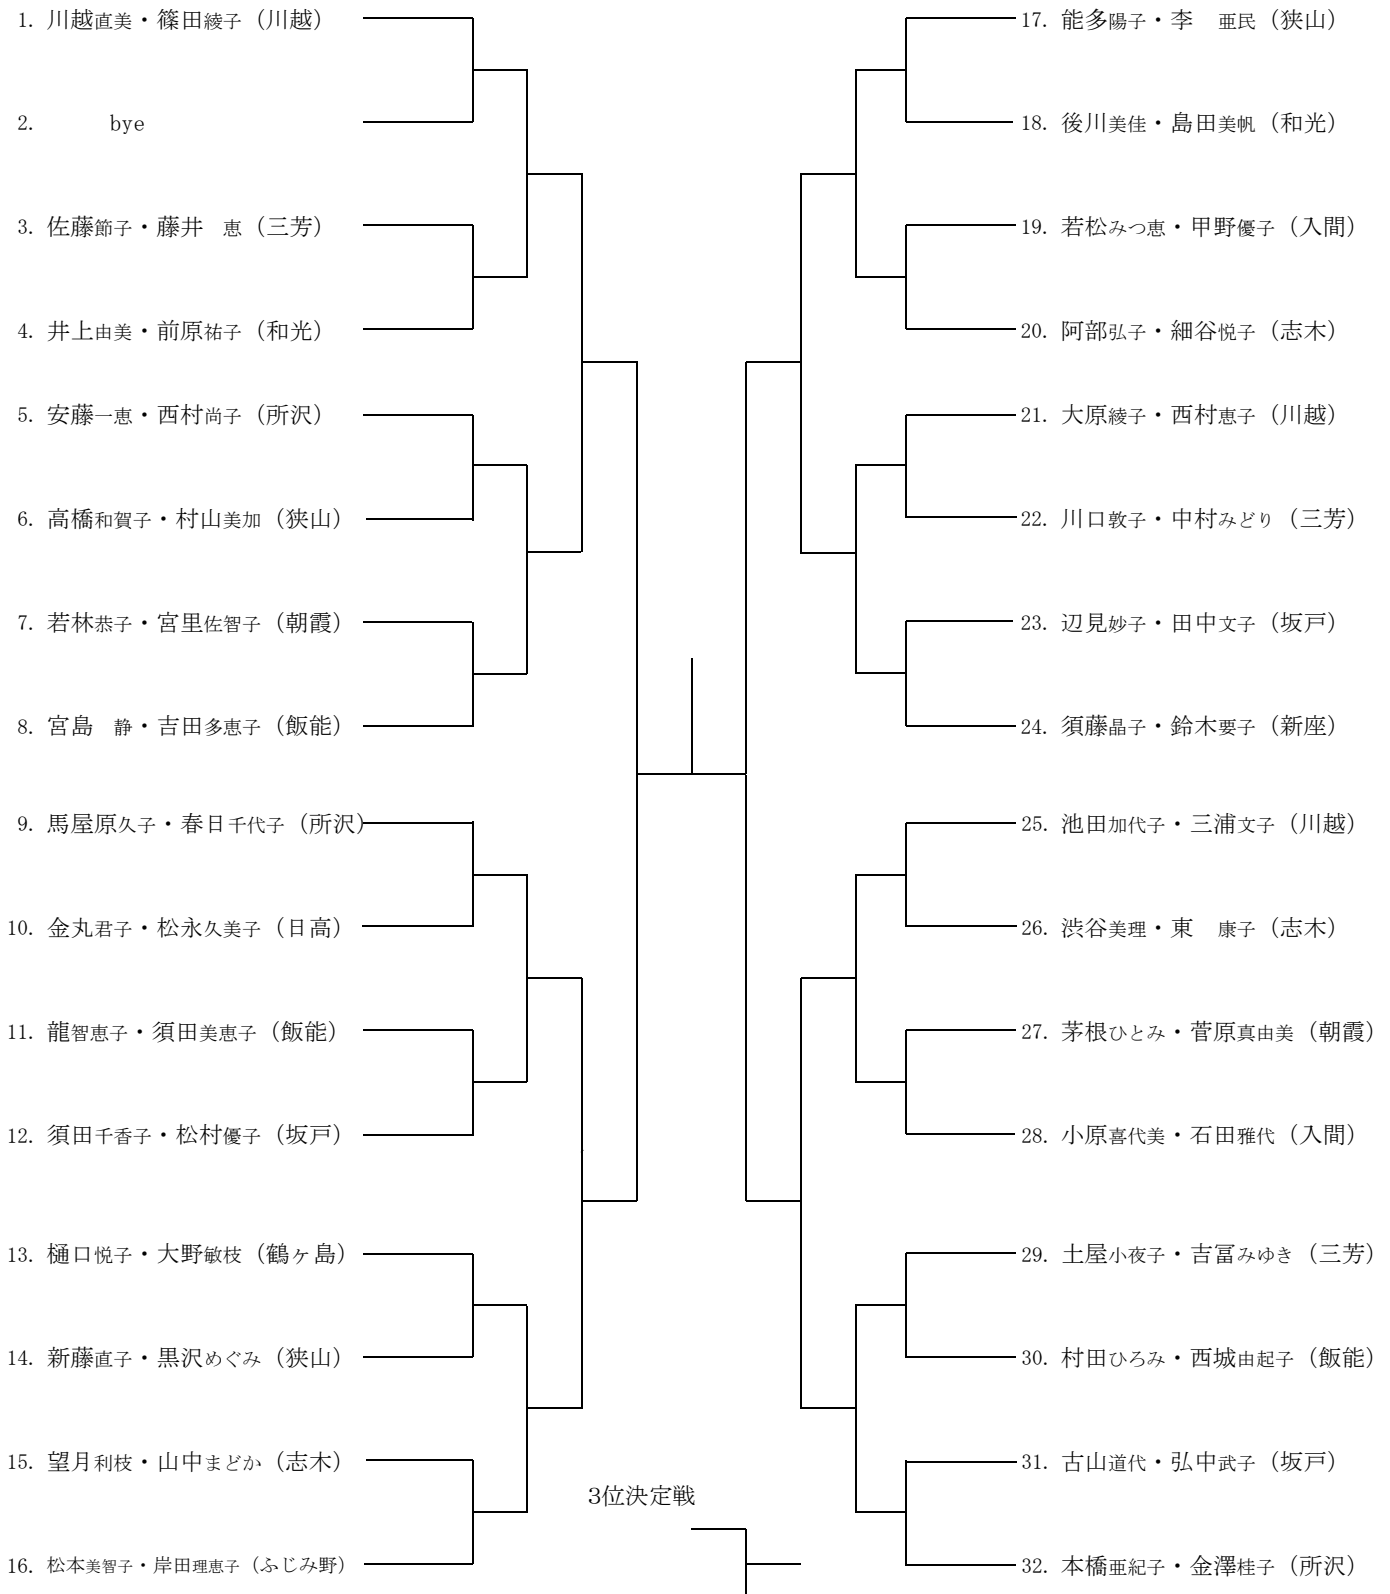 1. 川越直美・篠田綾子（川越）
2. bye
3. 佐藤節子・藤井　恵（三芳）
4. 井上由美・前原祐子（和光）
5. 安藤一恵・西村尚子（所沢）
6. 高橋和賀子・村山美加（狭山）
7. 若林恭子・宮里佐智子（朝霞）
8. 宮島　静・吉田多恵子（飯能）
9. 馬屋原久子・春日千代子（所沢）
10. 金丸君子・松永久美子（日高）
11. 龍智恵子・須田美恵子（飯能）
12. 須田千香子・松村優子（坂戸）
13. 樋口悦子・大野敏枝（鶴ヶ島）
14. 新藤直子・黒沢めぐみ（狭山）
15. 望月利枝・山中まどか（志木）
16. 松本美智子・岸田理恵子（ふじみ野）
3位決定戦
17. 能多陽子・李　亜民（狭山）
18. 後川美佳・島田美帆（和光）
19. 若松みつ恵・甲野優子（入間）
20. 阿部弘子・細谷悦子（志木）
21. 大原綾子・西村恵子（川越）
22. 川口敦子・中村みどり（三芳）
23. 辺見妙子・田中文子（坂戸）
24. 須藤晶子・鈴木要子（新座）
25. 池田加代子・三浦文子（川越）
26. 渋谷美理・東　康子（志木）
27. 茅根ひとみ・菅原真由美（朝霞）
28. 小原喜代美・石田雅代（入間）
29. 土屋小夜子・吉冨みゆき（三芳）
30. 村田ひろみ・西城由起子（飯能）
31. 古山道代・弘中武子（坂戸）
32. 本橋亜紀子・金澤桂子（所沢）